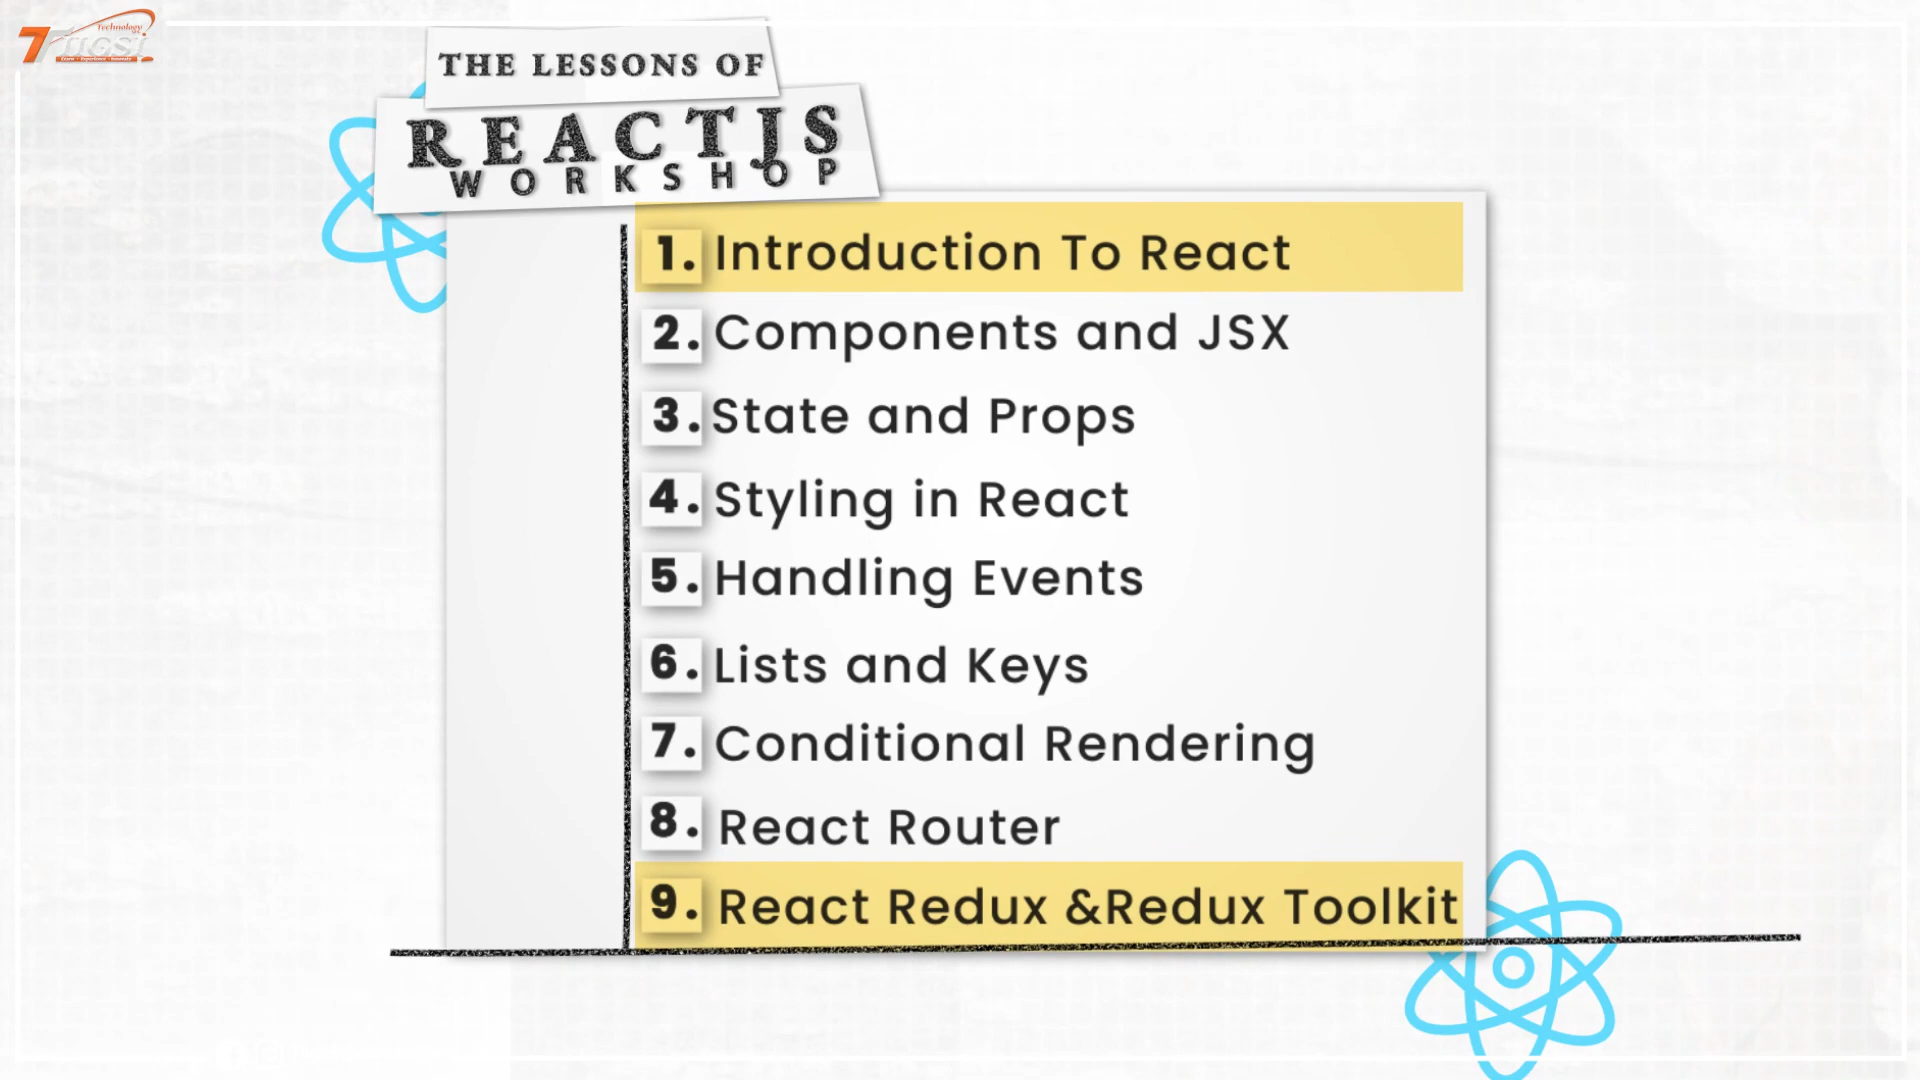 Technology
THE LESSONS OF
REACTJS
WORKSHOP
1. Introduction To React
2. Components and JSX
3. State and Props
4. Styling in React
5. Handling Events
6. Lists and Keys
7. Conditional Rendering
8. React Router
9. React Redux &Redux Toolkit